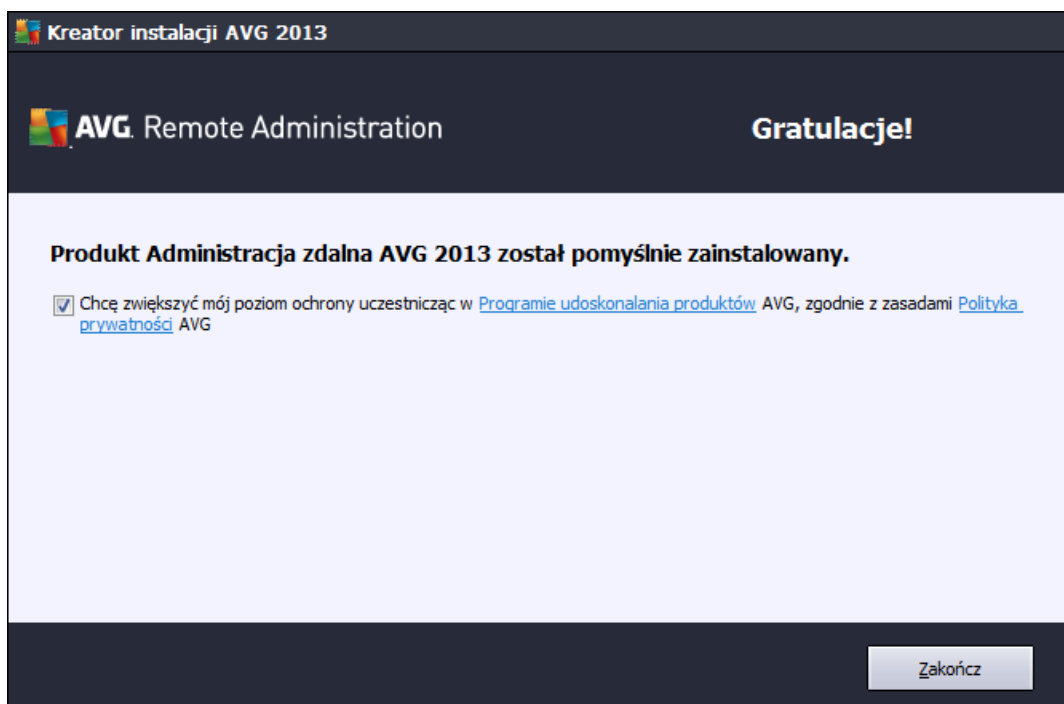 Kreator instalacji AVG 2013
AVG. Remote Administration
Gratulacje!
Produkt Administracja zdalna AVG 2013 został pomyślnie zainstalowany.
Chcę zwiększyć mój poziom ochrony uczestnicząc w Programie udoskonalania produktów AVG, zgodnie z zasadami Polityka
prywatności AVG
Zakończ